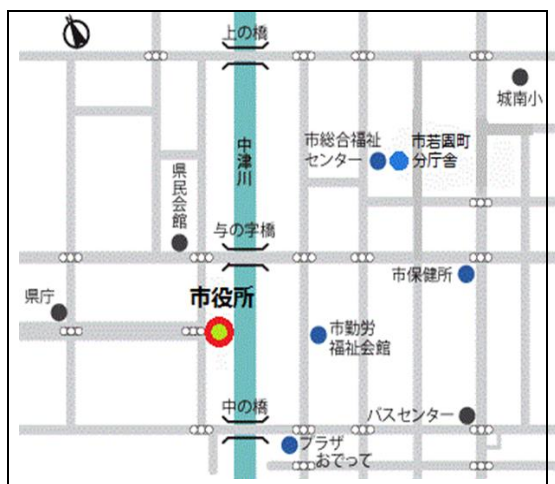 上の橋
城南小
市総合福祉
センター
市若園町
分庁舎
中津川
県民会館
与の字橋
市保健所
市役所
県庁
市勤労
福祉会館
中の橋
バスセンター
プラザ
おでって